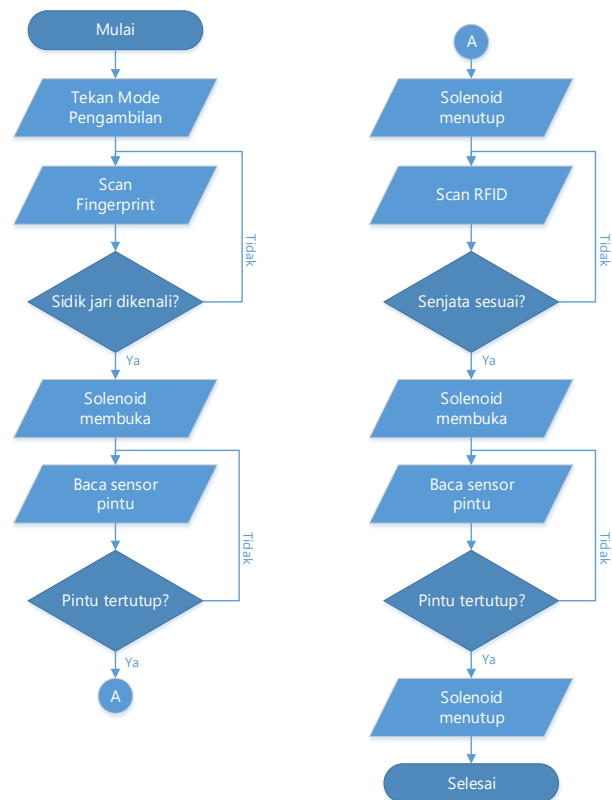 Mulai
Tekan Mode
Pengambilan
Scan
Fingerprint
Tidak
Sidik jari dikenali?
Ya
Solenoid
membuka
Baca sensor
pintu
Tidak
Pintu tertutup?
Ya
A
A
Solenoid
menutup
Scan RFID
Tidak
Senjata sesuai?
Ya
Solenoid
membuka
Baca sensor
pintu
Tidak
Pintu tertutup?
Ya
Solenoid
menutup
Selesai